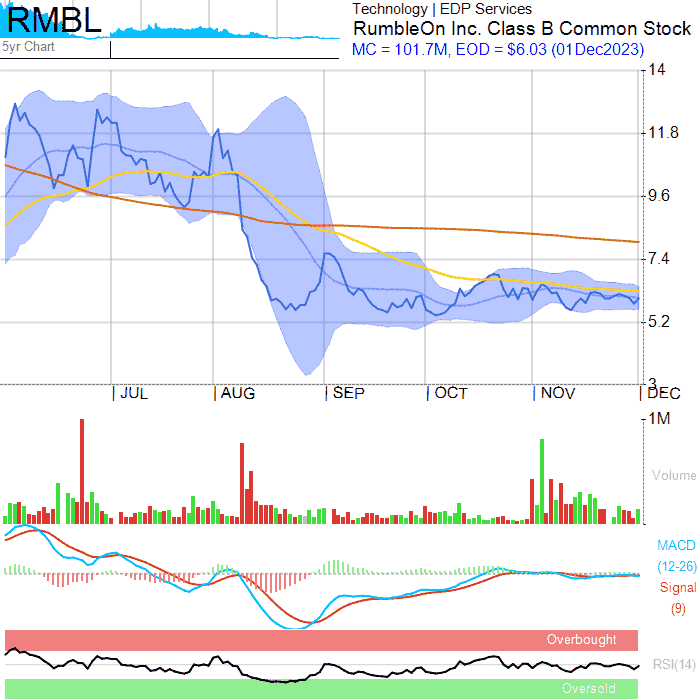 RMBL
5yr Chart
Technology | EDP Services
RumbleOn Inc. Class B Common Stock
MC = 101.7M, EOD = $6.03 (01Dec2023)
14
11.8
9.6
7.4
5.2
3
JUL
AUG
SEP
OCT
NOV
DEC
1M
Volume
MACD
(12-26)
Signal
(9)
Overbought
RSI(14)
Oversold